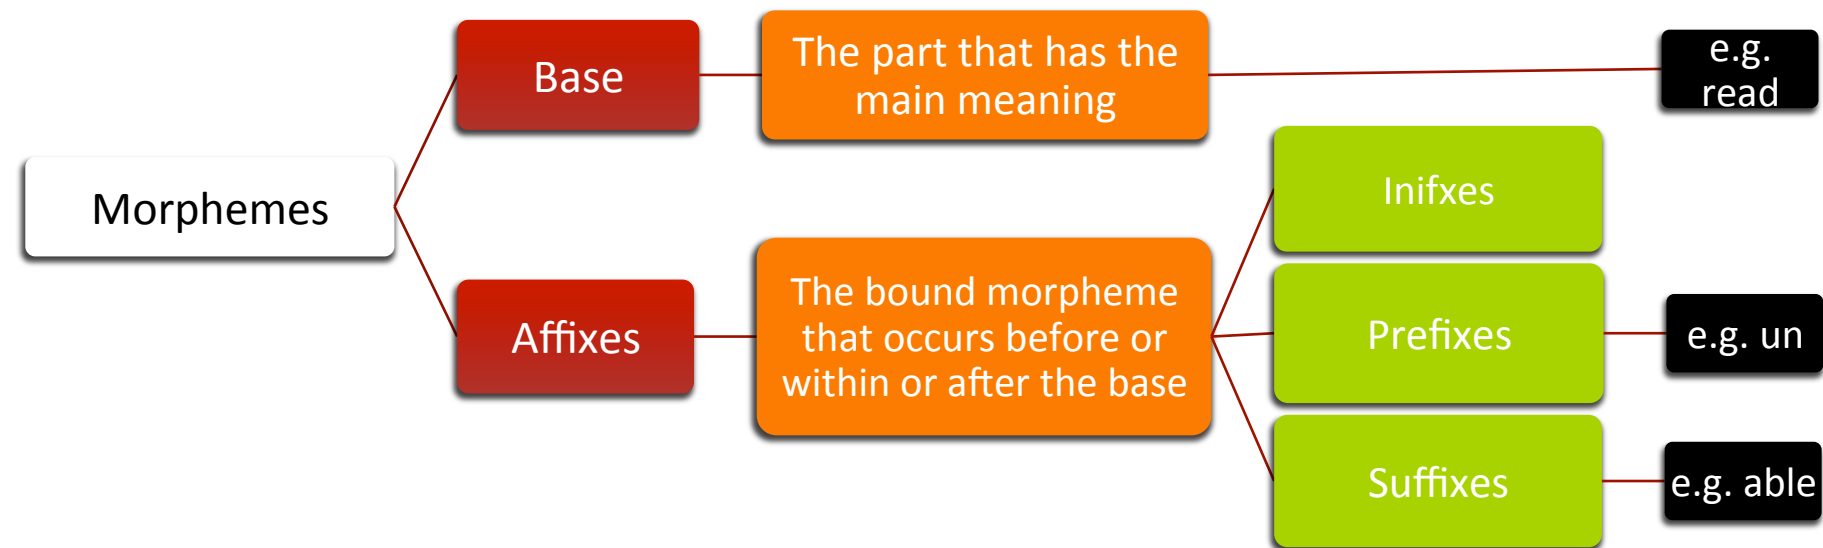 Morphemes
Base
The part that has the
main meaning
e.g.
read
Affixes
The bound morpheme
that occurs before or
within or after the base
Inifxes
Prefixes
e.g. un
Suffixes
e.g. able